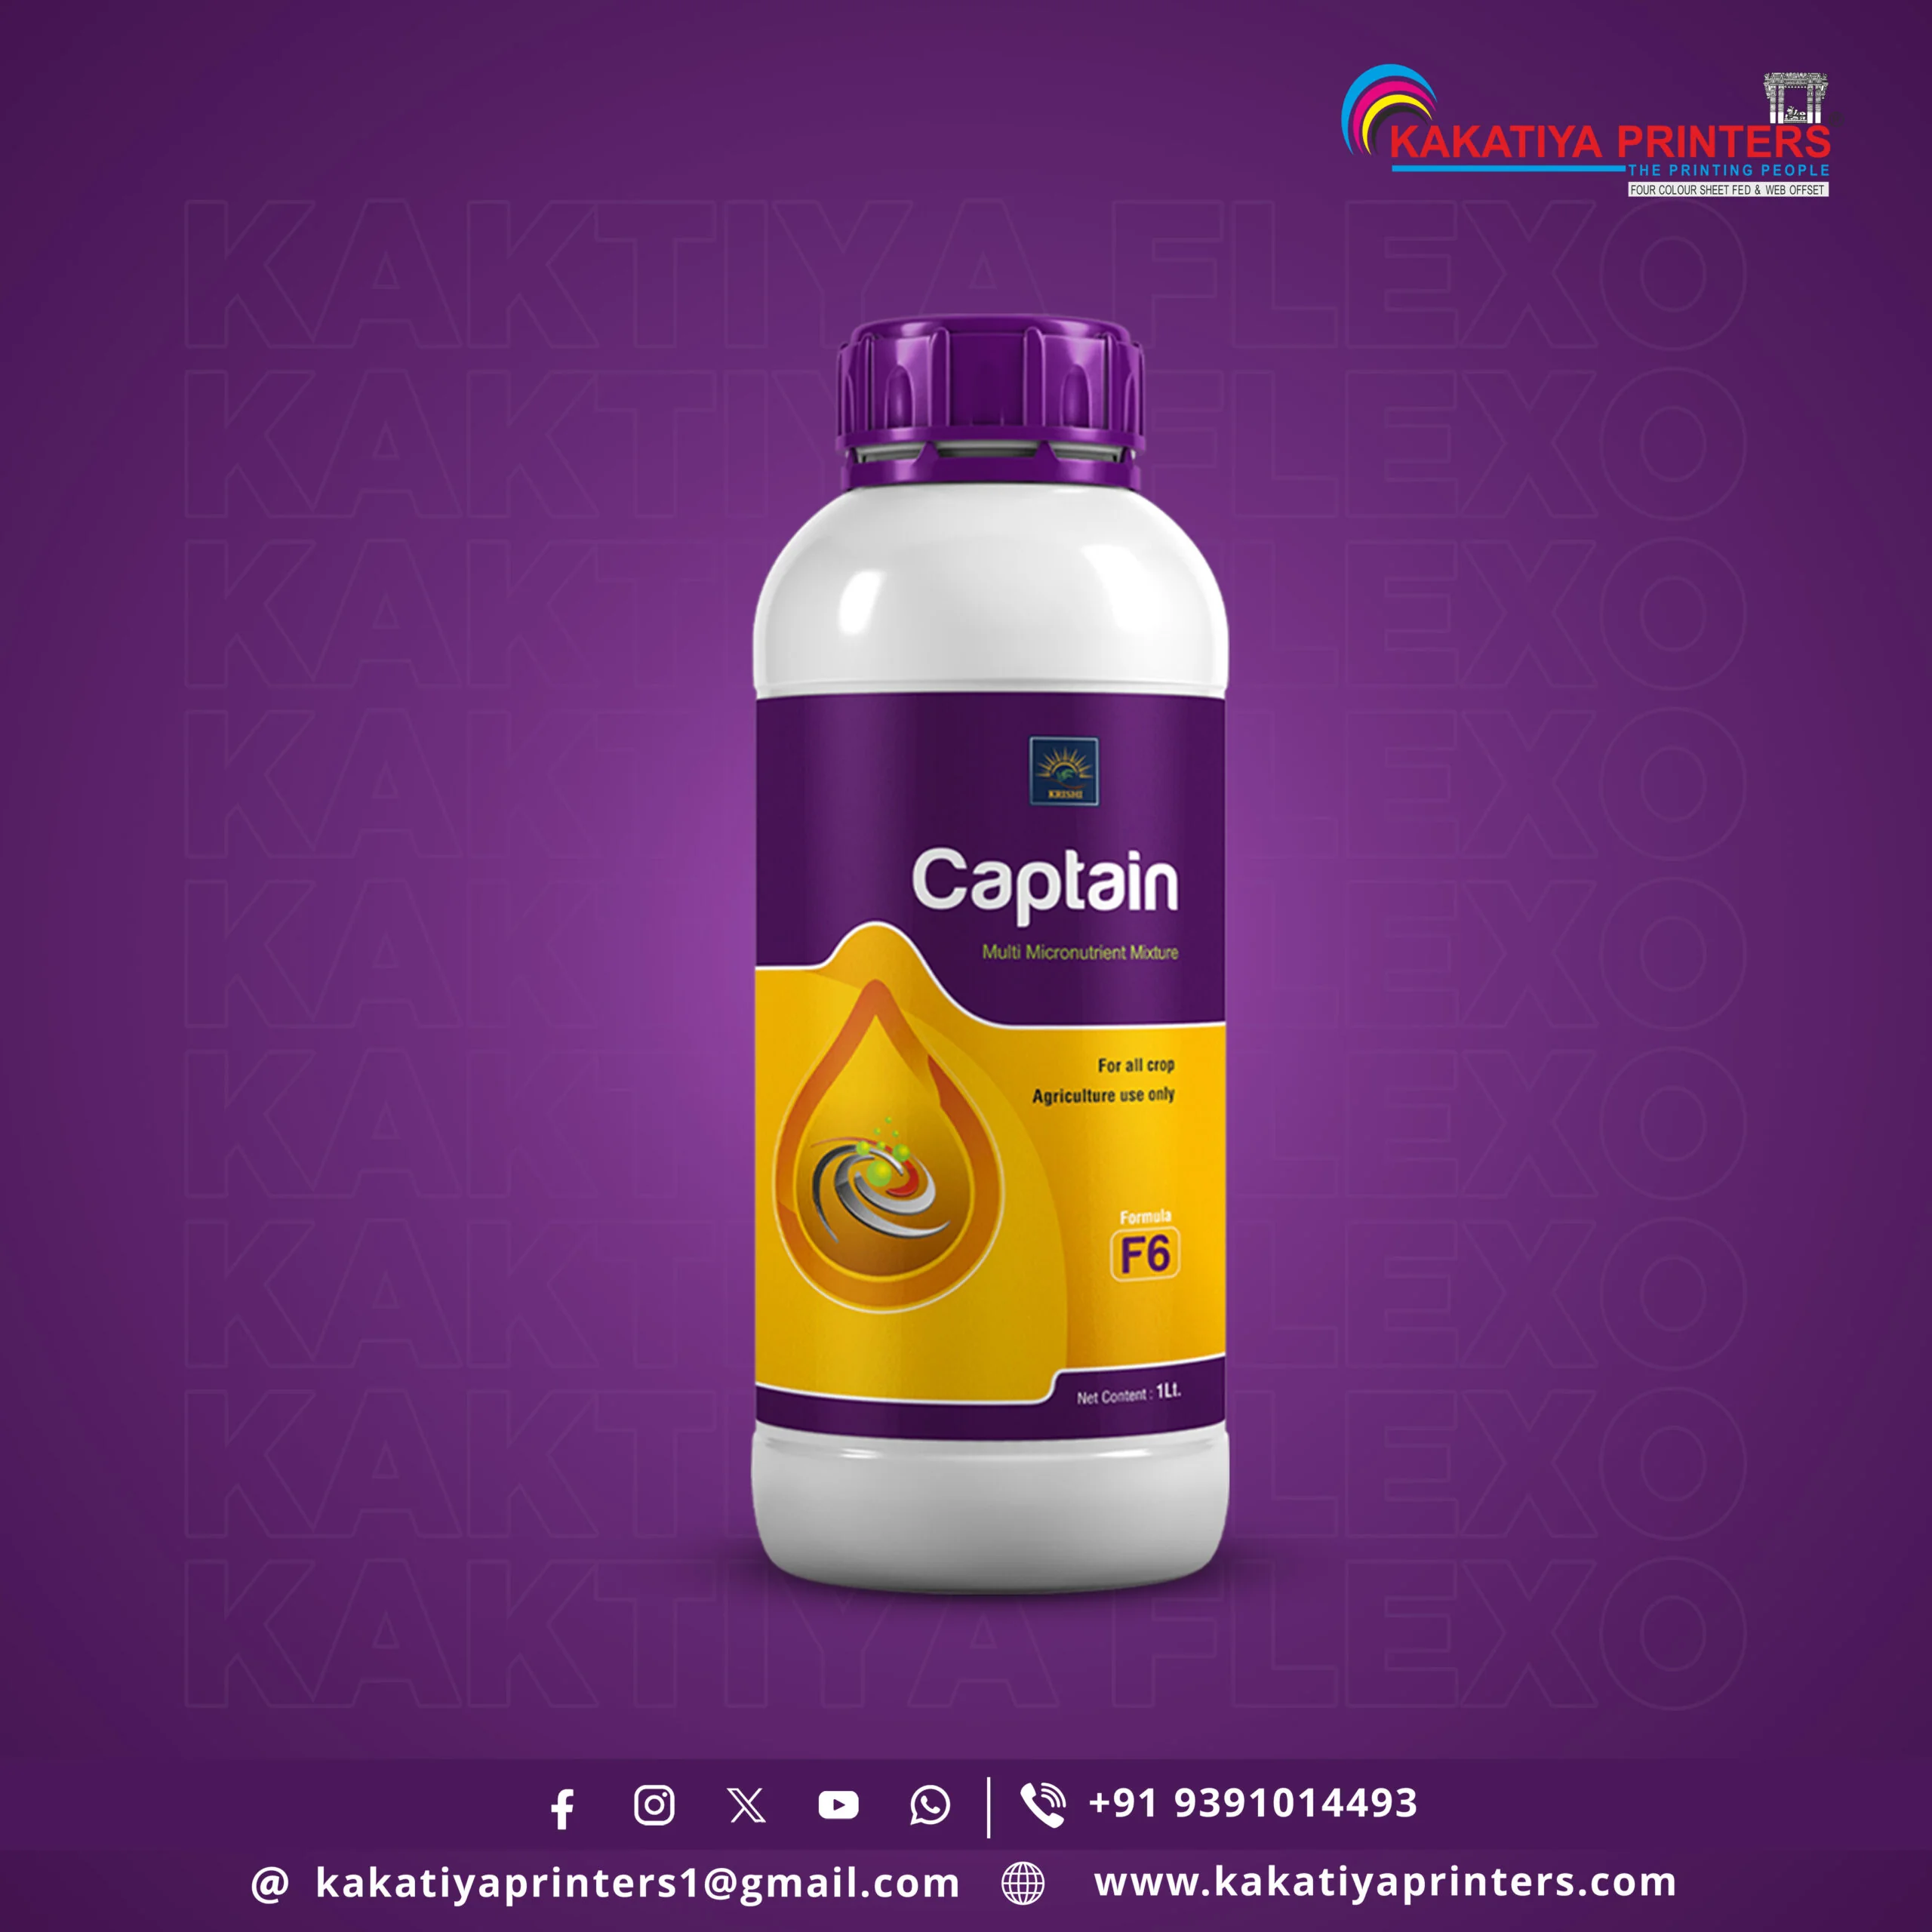 KAKATIYA PRINTERS
THE PRINTING PEOPLE
FOUR COLOUR SHEET FED & WEB OFFSET
KAKTIYA FLEXO
KAKTIYA FLEXO
KAKTIYA FLEXO
KAKTIYA FLEXO
KAKTIYA FLEXO
KAKTIYA FLEXO
KAKTIYA FLEXO
KAKTIYA FLEXO
KAKTIYA FLEXO
KRISHI
Captain
Multi Micronutrient Mixture
For all crop
Agriculture use only
Formula
F6
Net Content : 1Lt.
+91 9391014493
@ kakatiyaprinters1@gmail.com
www.kakatiyaprinters.com